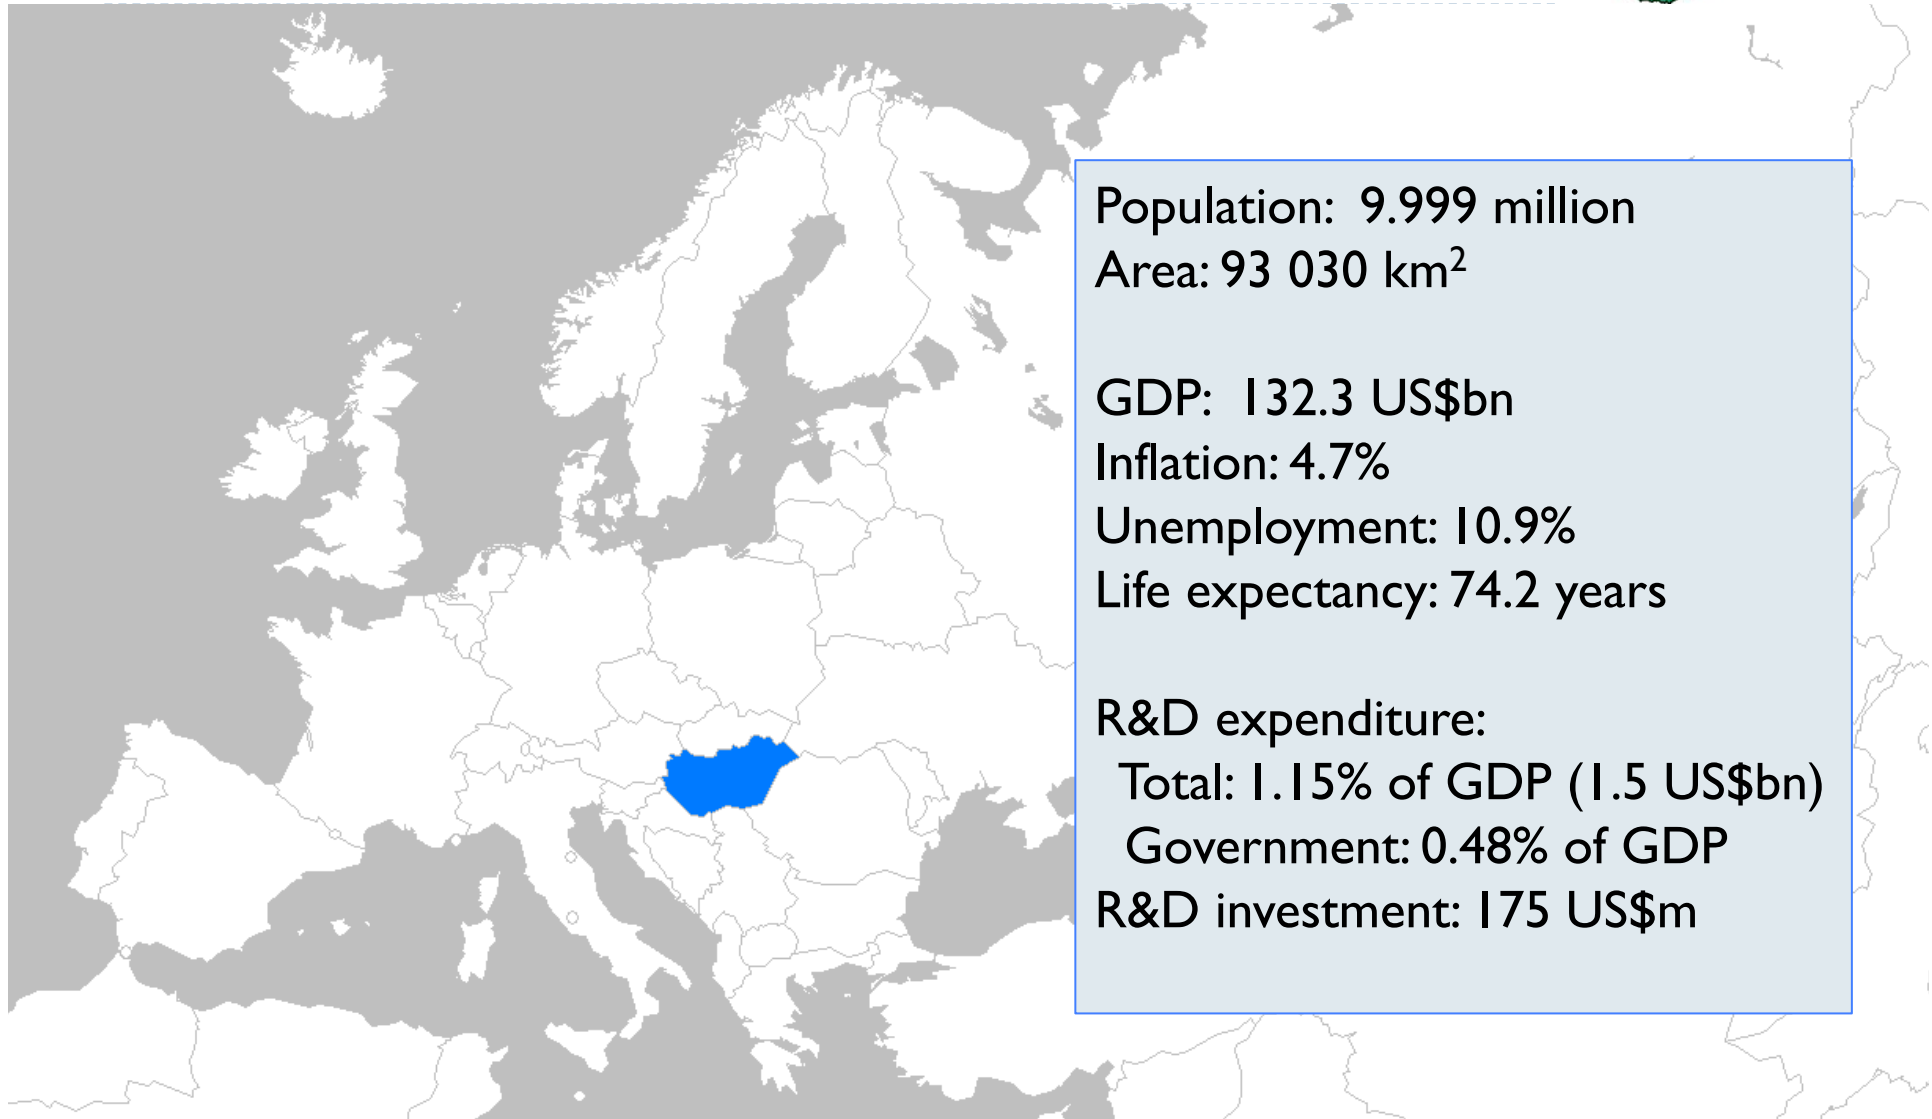 Population: 9.999 million
Area: 93 030 km²
GDP: 132.3 US$bn
Inflation: 4.7%
Unemployment: 10.9%
Life expectancy: 74.2 years
R&D expenditure:
Total: 1.15% of GDP (1.5 US$bn)
Government: 0.48% of GDP
R&D investment: 175 US$m